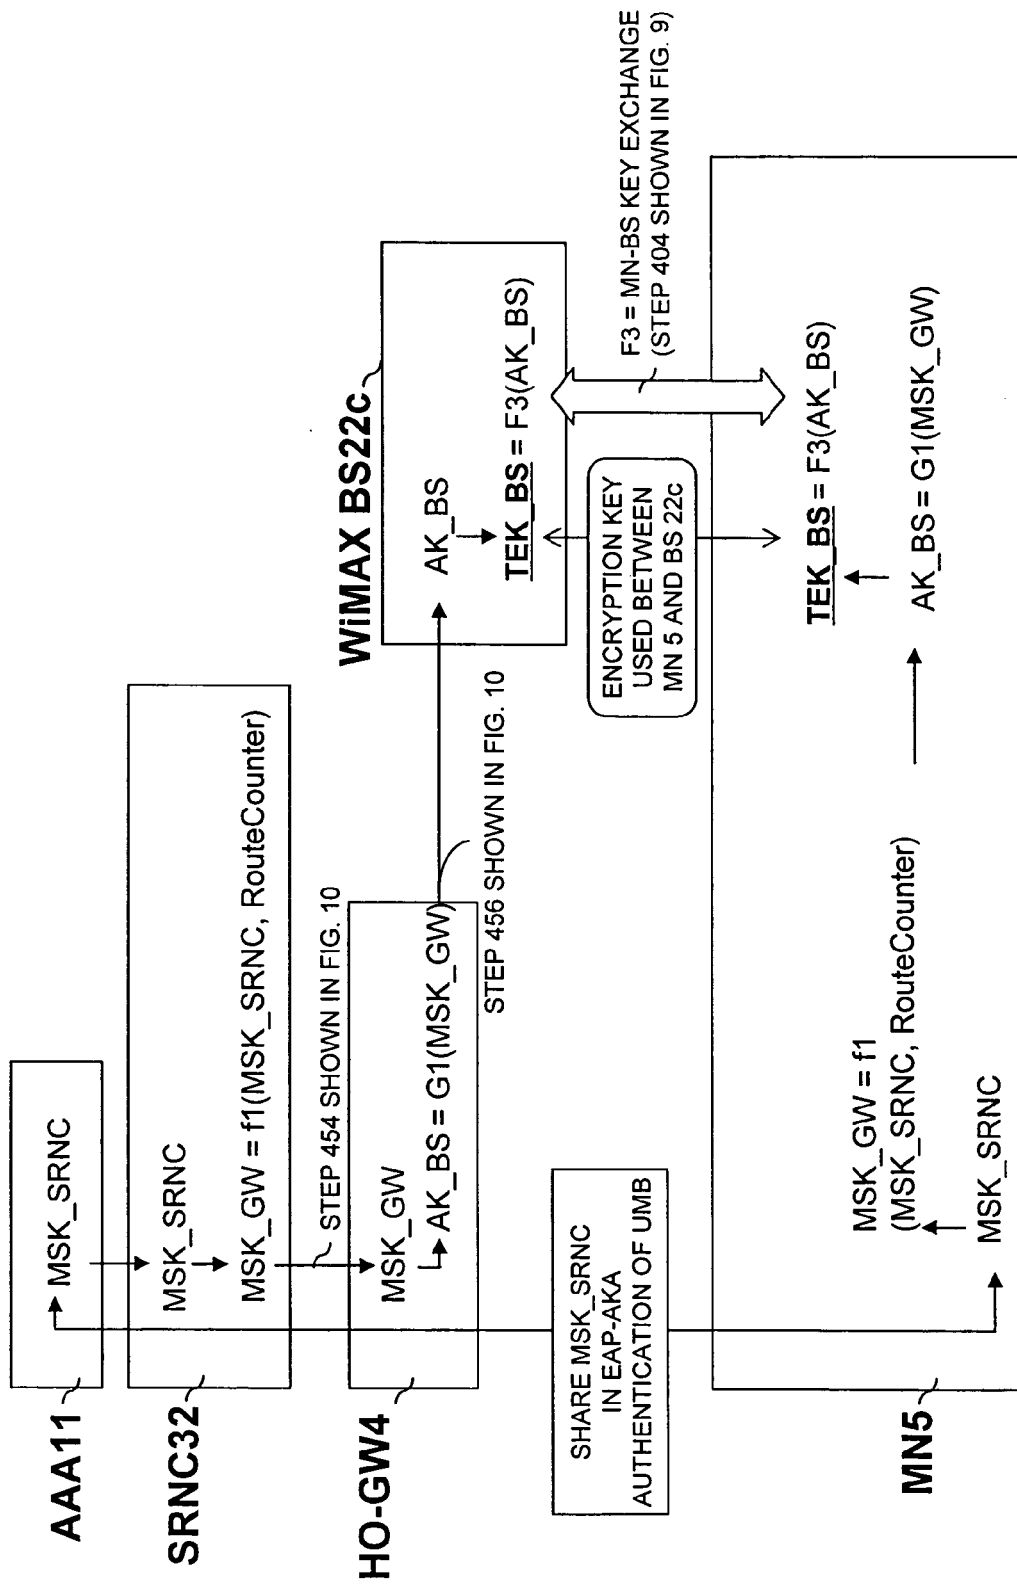 AAA11
MSK_SRNC
SRNC32
MSK_SRNC
MSK_GW = f1(MSK_SRNC, RouteCounter)
STEP 454 SHOWN IN FIG. 10
HO-GW4
MSK_GW
AK_BS = G1(MSK_GW)
STEP 456 SHOWN IN FIG. 10
WiMAX BS22c
AK_BS
TEK_BS = F3(AK_BS)
F3 = MN-BS KEY EXCHANGE
(STEP 404 SHOWN IN FIG. 9)
SHARE MSK_SRNC
IN EAP-AKA
AUTHENTICATION OF UMB
ENCRYPTION KEY
USED BETWEEN
MN 5 AND BS 22c
MN5
MSK_GW = f1
(MSK_SRNC, RouteCounter)
MSK_SRNC
TEK_BS = F3(AK_BS)
AK_BS = G1(MSK_GW)